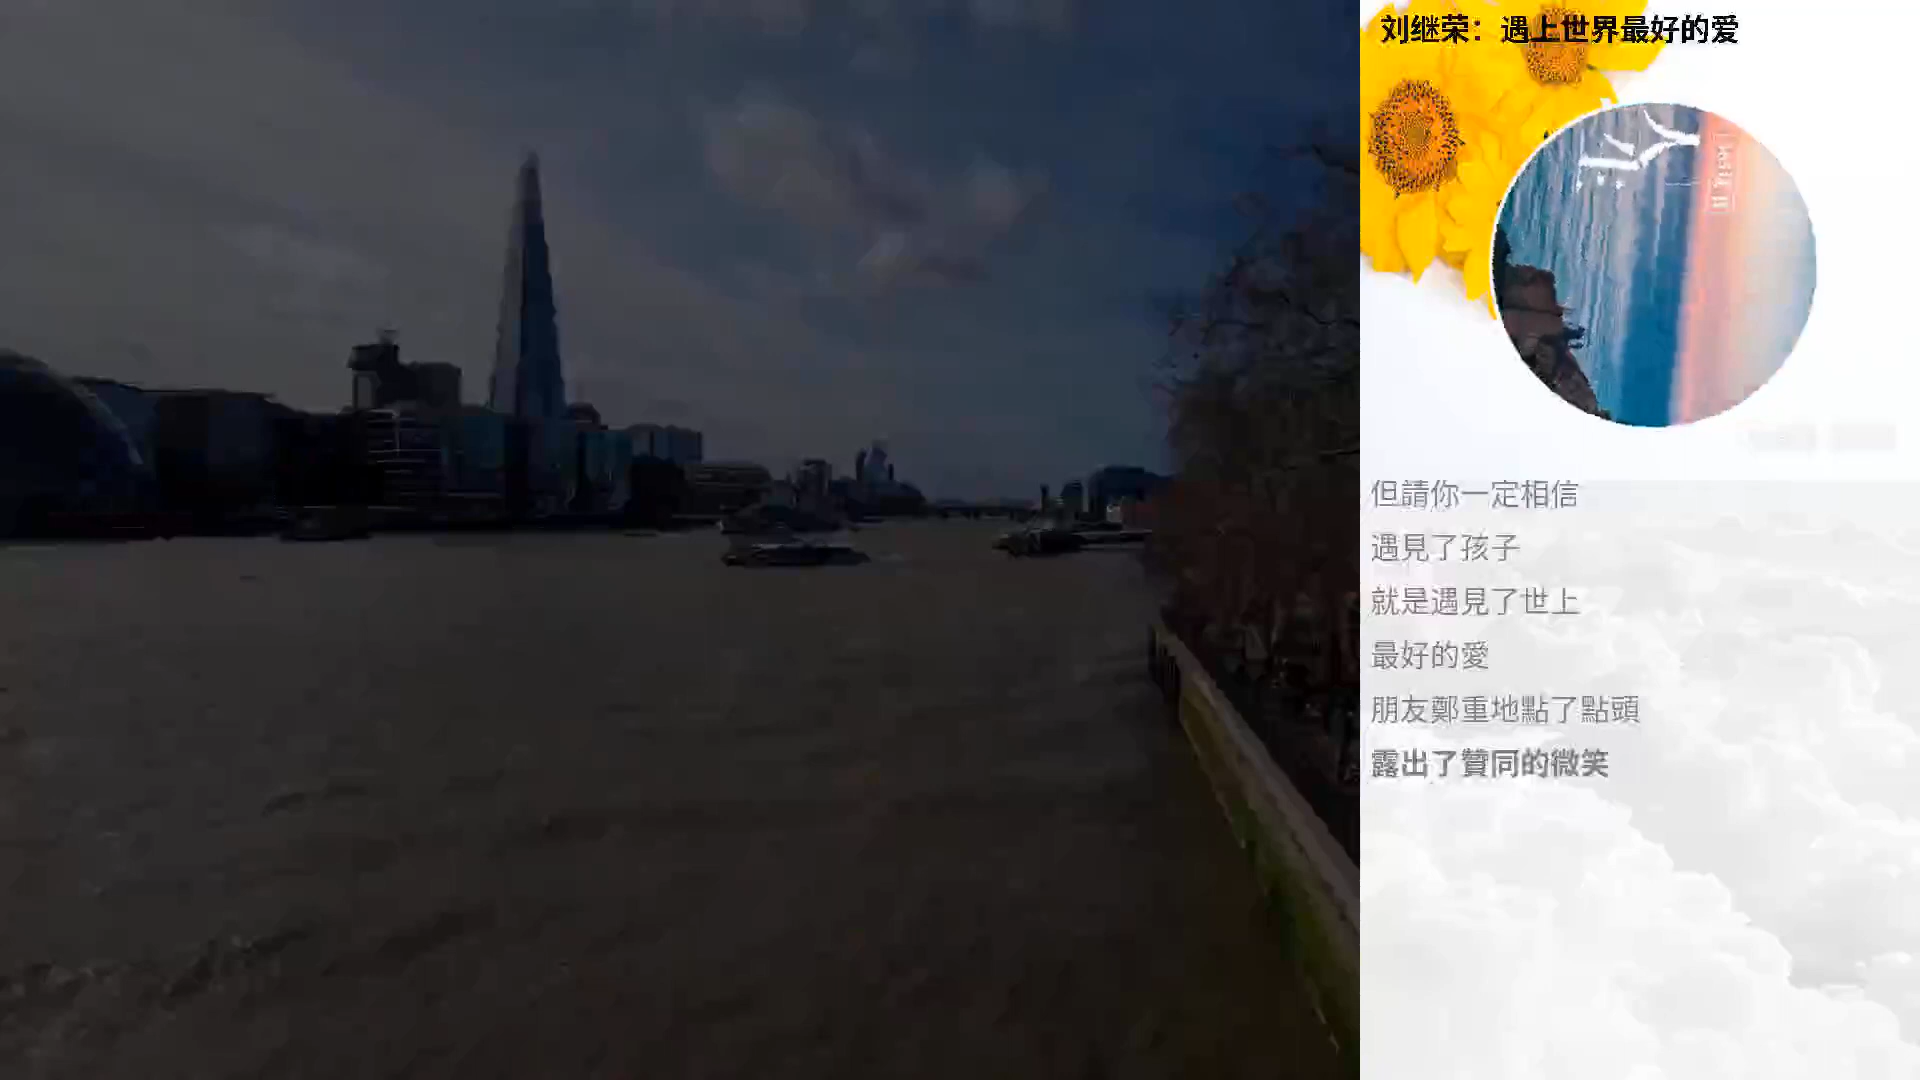 刘继荣：遇上世界最好的爱
但請你一定相信
遇見了孩子
就是遇見了世上
最好的愛
朋友鄭重地點了點頭
露出了贊同的微笑